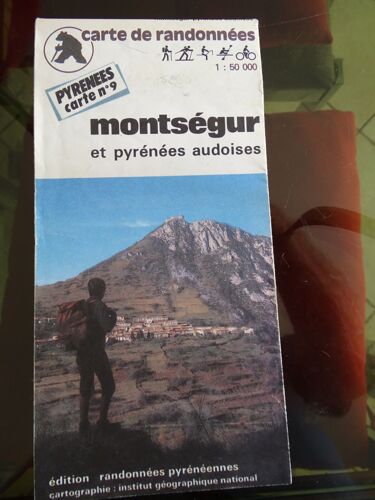 carte de randonnées
1 : 50 000
PYRENEES
carte n°9
montségur
et pyrénées audoises
édition randonnées pyrénéennes
cartographie : institut géographique national